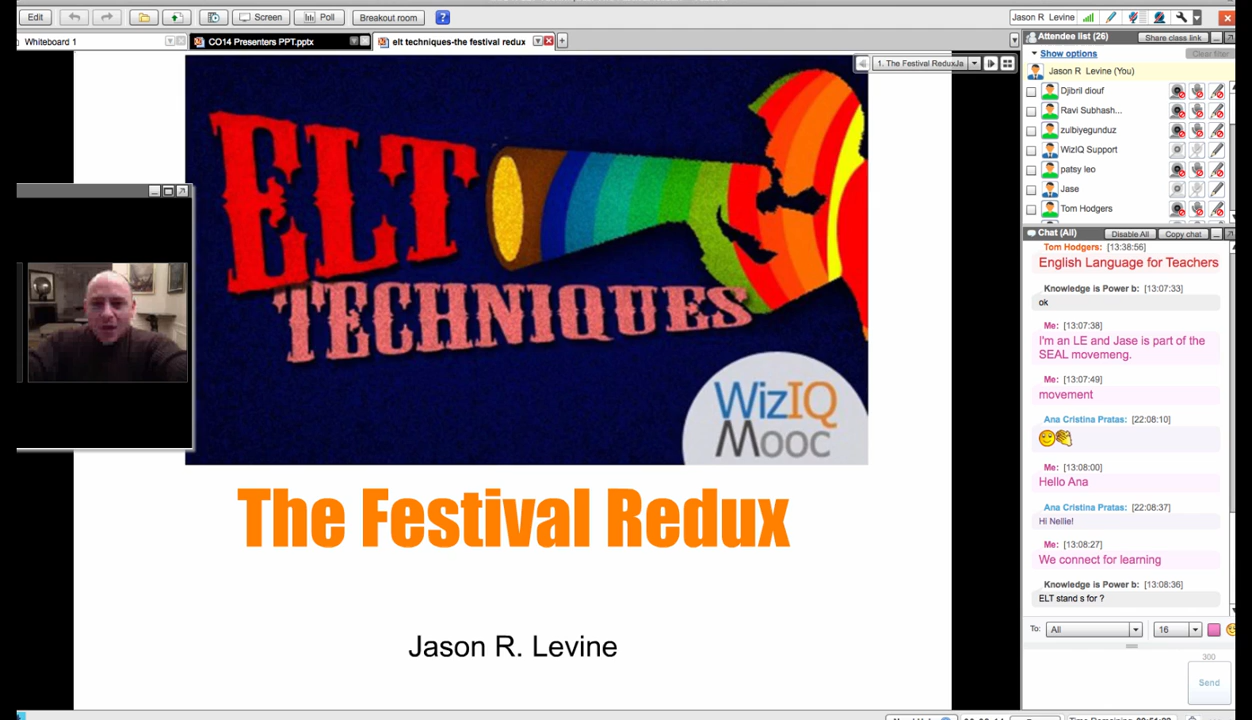 Edit
Screen
Poll
Breakout room
?
Jason R Levine
Whiteboard 1
CO14 Presenters PPT.pptx
elt techniques-the festival redux
1. The Festival ReduxJa
ELT
TECHNIQUES
WizIQ
Mooc
The Festival Redux
Jason R. Levine
Attendee list (26)
Share class link
Show options
Clear filter
Jason R Levine (You)
Djibril diouf
Ravi Subhash...
zulbiyegunduz
WizIQ Support
patsy leo
Jase
Tom Hodgers
Chat (All)
Disable All
Copy chat
Tom Hodgers: [13:38:56]
English Language for Teachers
Knowledge is Power b: [13:07:33]
ok
Me: [13:07:38]
I'm an LE and Jase is part of the
SEAL movemeng.
Me: [13:07:49]
movement
Ana Cristina Pratas: [22:08:10]
Me: [13:08:00]
Hello Ana
Ana Cristina Pratas: [22:08:37]
Hi Nellie!
Me: [13:08:27]
We connect for learning
Knowledge is Power b: [13:08:36]
ELT stand s for ?
To: All 16
300
Send